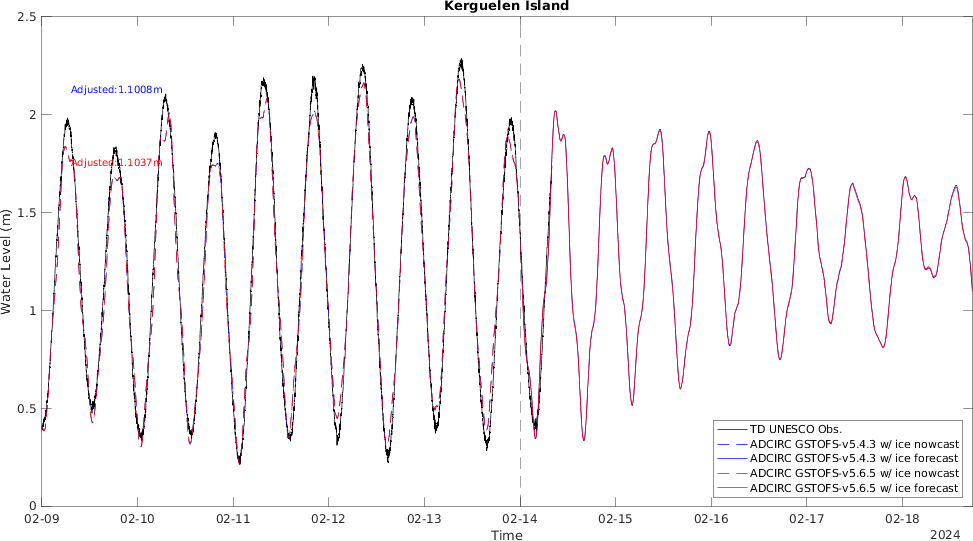 Kerguelen Island
2.5
2
1.5
1
0.5
0
Water Level (m)
Adjusted:1.1008m
Adjusted:1.1037m
TD UNESCO Obs.
ADCIRC GSTOFS-v5.4.3 w/ ice nowcast
ADCIRC GSTOFS-v5.4.3 w/ ice forecast
ADCIRC GSTOFS-v5.6.5 w/ ice nowcast
ADCIRC GSTOFS-v5.6.5 w/ ice forecast
02-09 02-10 02-11 02-12 02-13 02-14 02-15 02-16 02-17 02-18
Time
2024